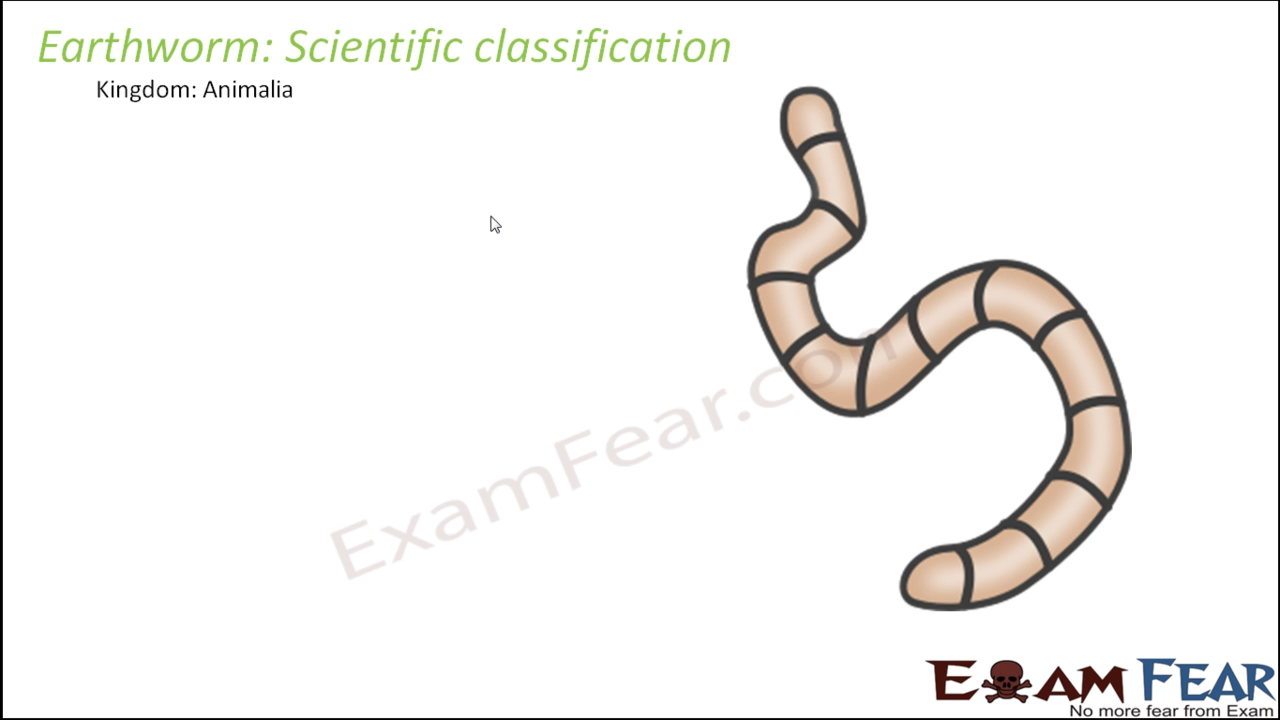 Earthworm: Scientific classification
Kingdom: Animalia
ExamFear.com
EXAM FEAR
No more fear from Exam